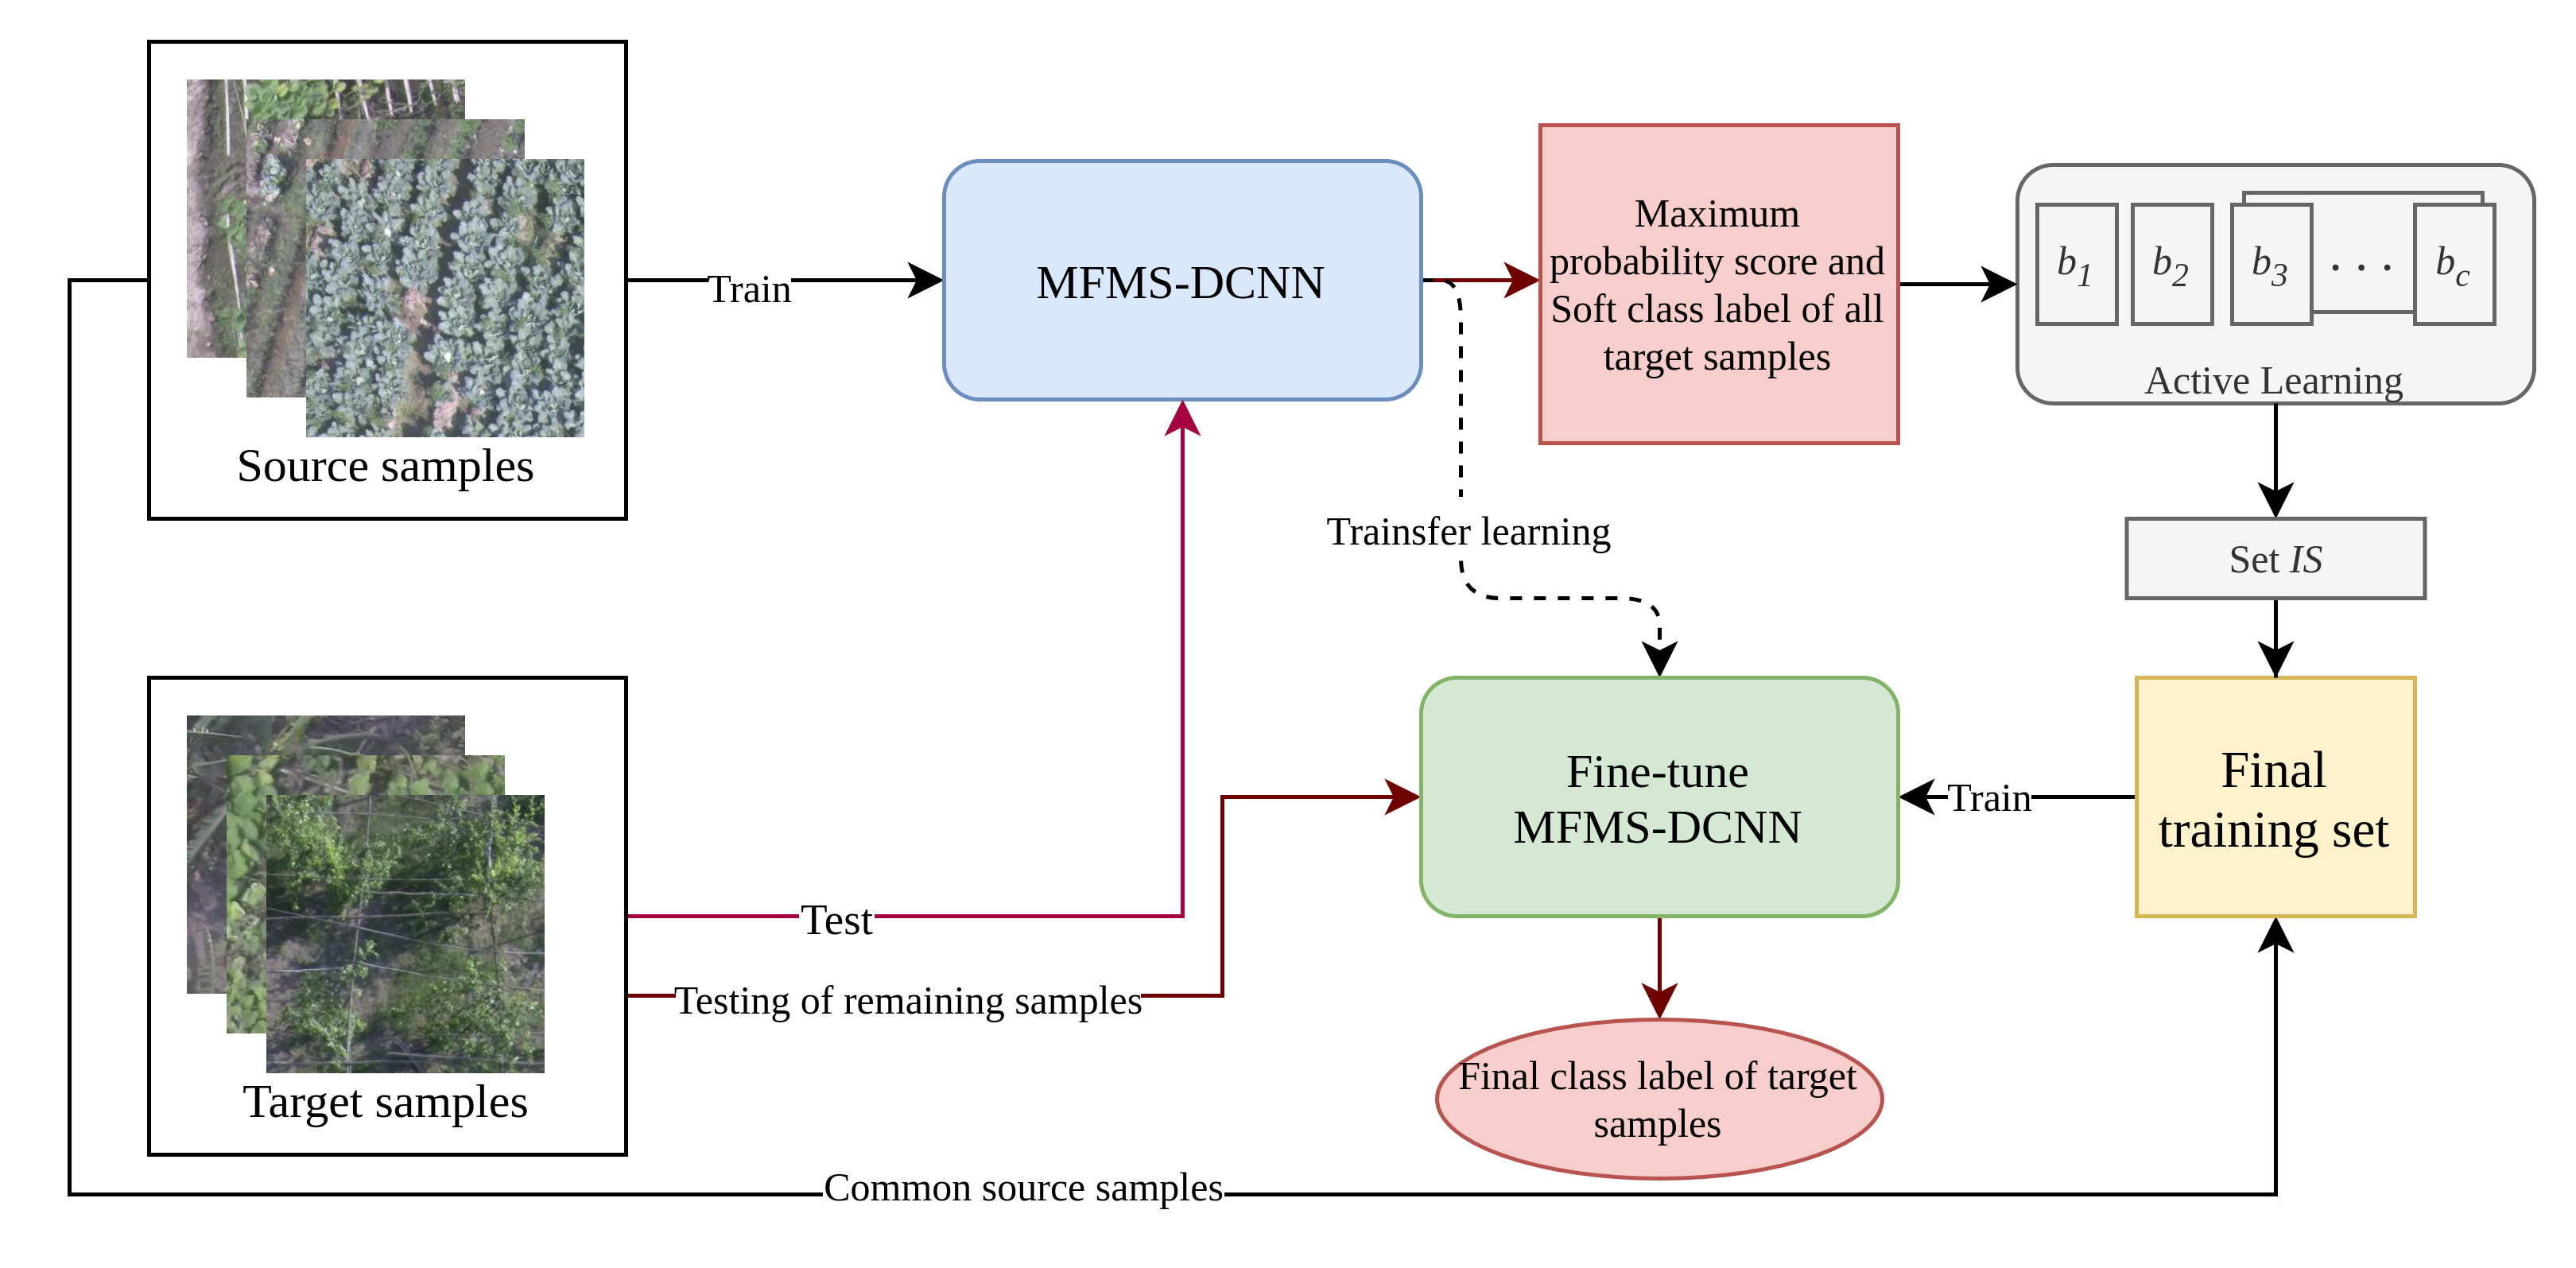 Source samples
Train
MFMS-DCNN
Maximum
probability score and
Soft class label of all
target samples
b1 b2 b3 . . . bc
Active Learning
Trainsfer learning
Set IS
Fine-tune
MFMS-DCNN
Train
Final
training set
Target samples
Test
Testing of remaining samples
Final class label of target
samples
Common source samples